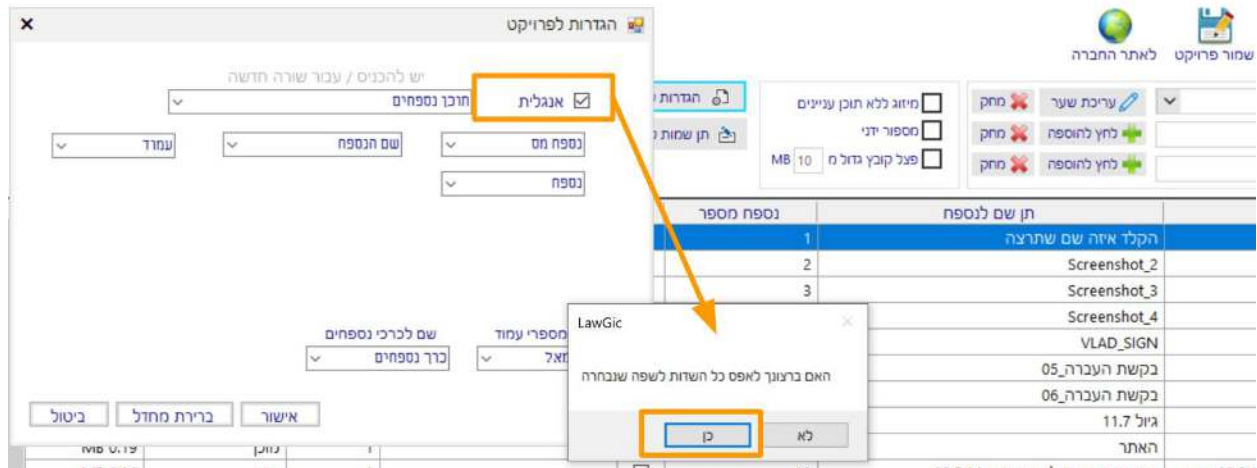 הגדרות לפרויקט
שמור פרויקט לאתר החברה
יש להכניס / עבור שורה חדשה
אנגלית תוכן נספחים
נספח מס שם הנספח עמוד
נספח
מספרי עמוד שם לכרכי נספחים
כרך נספחים
אישור ברירת מחדל ביטול
עריכת שער מחק
לחץ להוספה מחק
לחץ להוספה מחק
מיזוג ללא תוכן עניינים
מספור ידני
פצל קובץ גדול מ 10 MB
הגדרות
תן שמות
תן שם לנספח נספח מספר
הקלד איזה שם שתרצה 1
Screenshot_2 2
Screenshot_3 3
Screenshot_4
VLAD_SIGN
בקשת העברה_05
בקשת העברה_06
גיול 11.7
האתר
LawGic
האם ברצונך לאפס כל השדות לשפה שנבחרה
לא כן